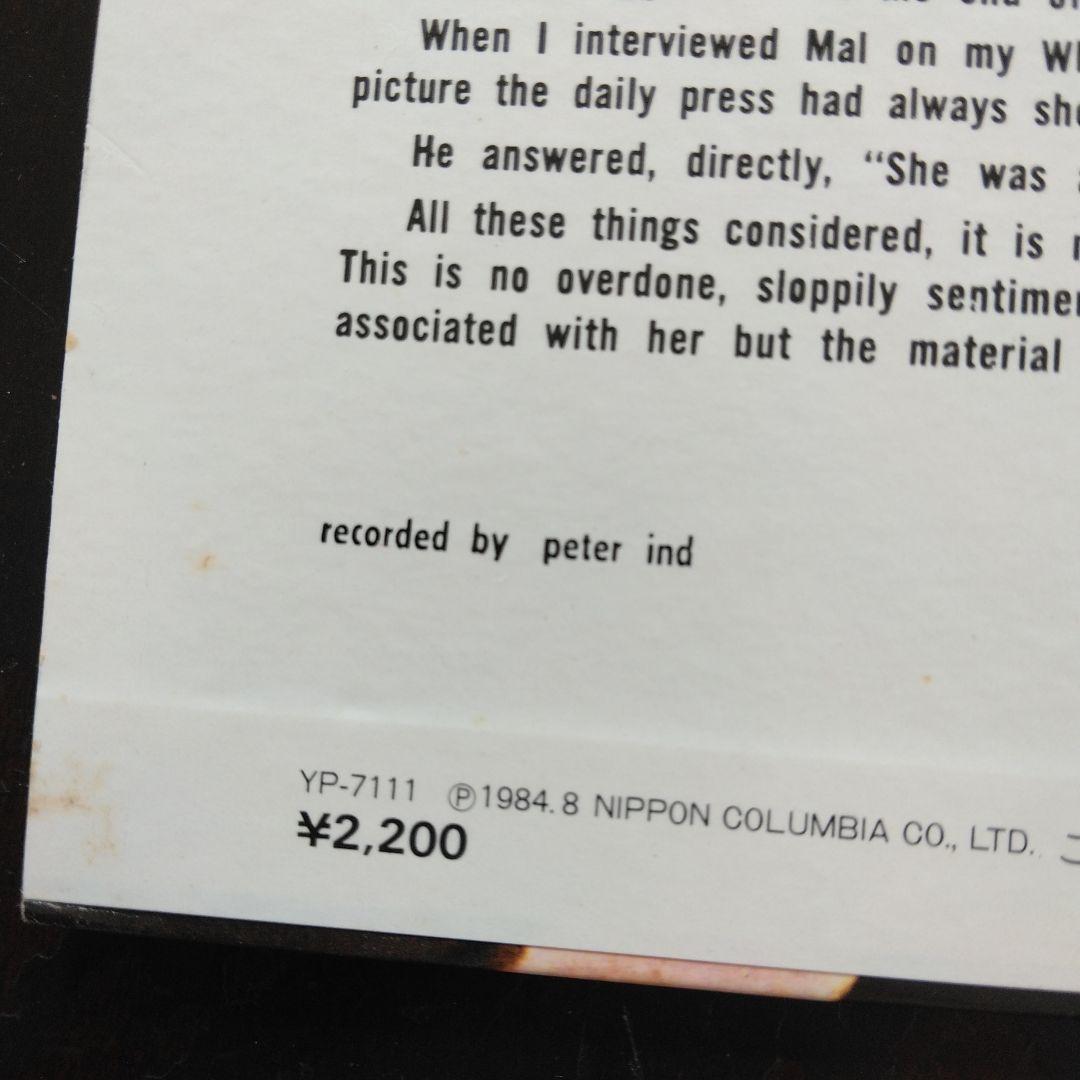 When I interviewed Mal on my
picture the daily press had always
He answered, directly, “She was
All these things considered, it is
This is no overdone, sloppily
associated with her but the material
recorded by peter ind
YP-7111 Ⓟ1984.8 NIPPON COLUMBIA CO., LTD.
¥2,200